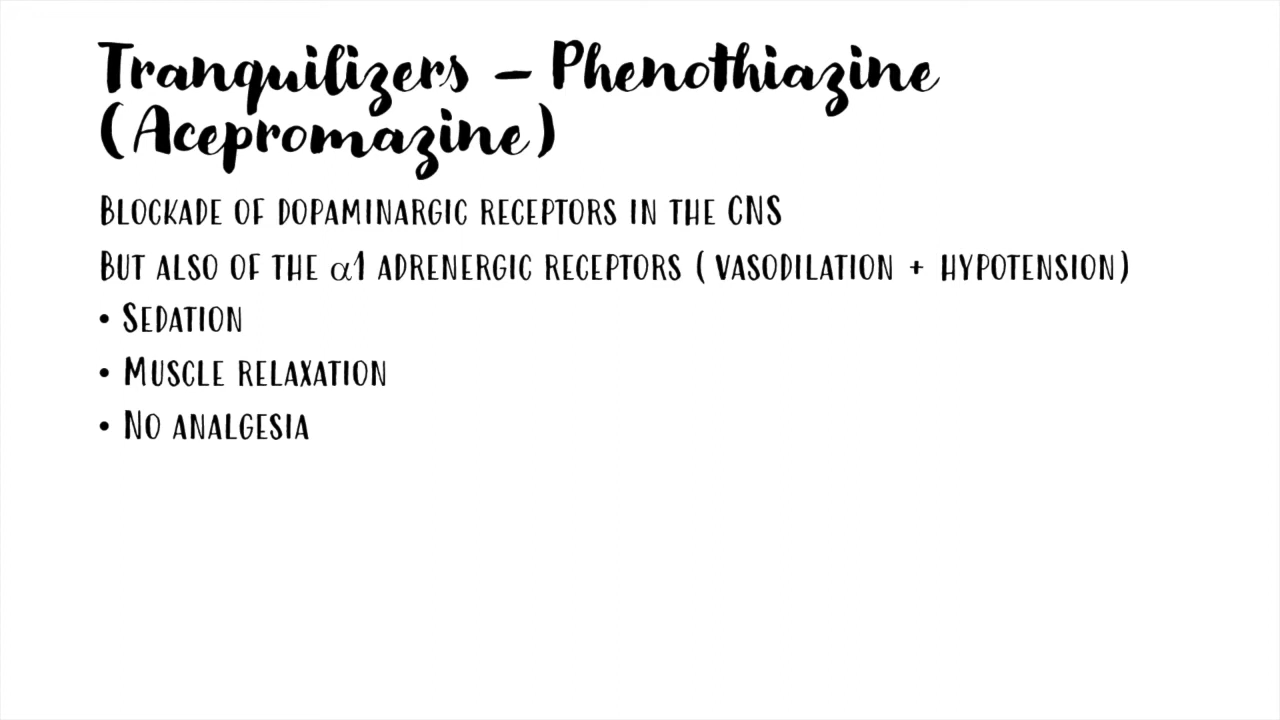 Tranquilizers – Phenothiazine
(Acepromazine)
Blockade of dopaminargic receptors in the CNS
But also of the α1 adrenergic receptors (vasodilation + hypotension)
• Sedation
• Muscle relaxation
• No analgesia